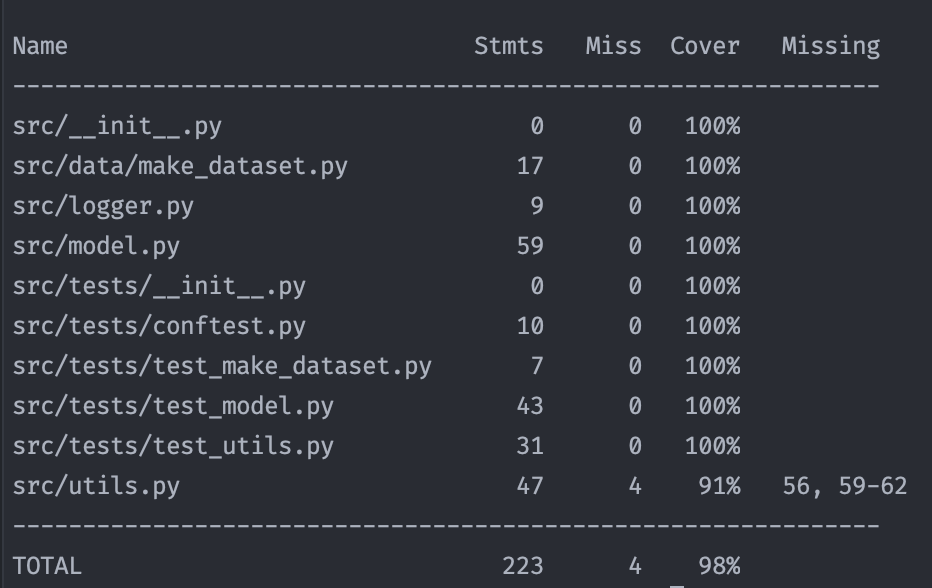 Name Stmts Miss Cover Missing
--------------------------------------------------------------
src/__init__.py 0 0 100%
src/data/make_dataset.py 17 0 100%
src/logger.py 9 0 100%
src/model.py 59 0 100%
src/tests/__init__.py 0 0 100%
src/tests/conftest.py 10 0 100%
src/tests/test_make_dataset.py 7 0 100%
src/tests/test_model.py 43 0 100%
src/tests/test_utils.py 31 0 100%
src/utils.py 47 4 91% 56, 59-62
--------------------------------------------------------------
TOTAL 223 4 98%